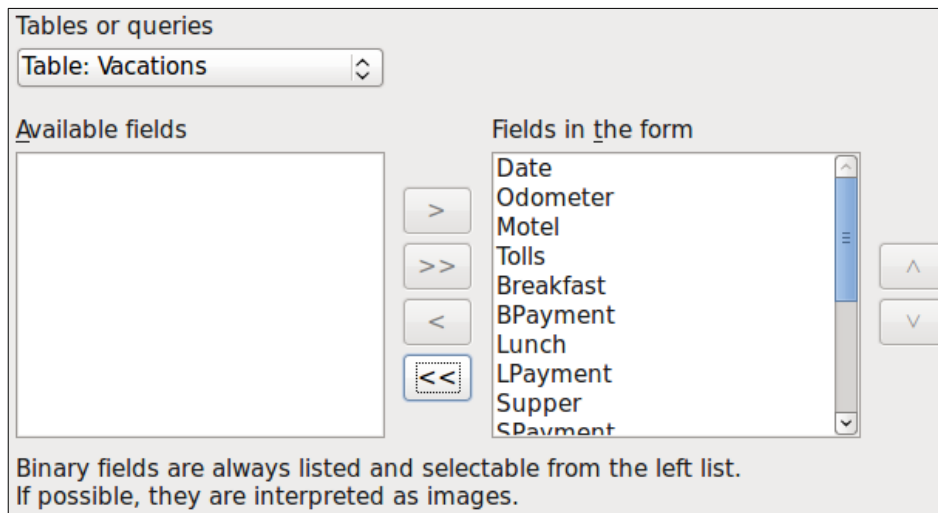 Tables or queries
Table: Vacations
Available fields
Fields in the form
Date
Odometer
Motel
Tolls
Breakfast
BPayment
Lunch
LPayment
Supper
SPayment
>
>>
<
<<
Binary fields are always listed and selectable from the left list.
If possible, they are interpreted as images.